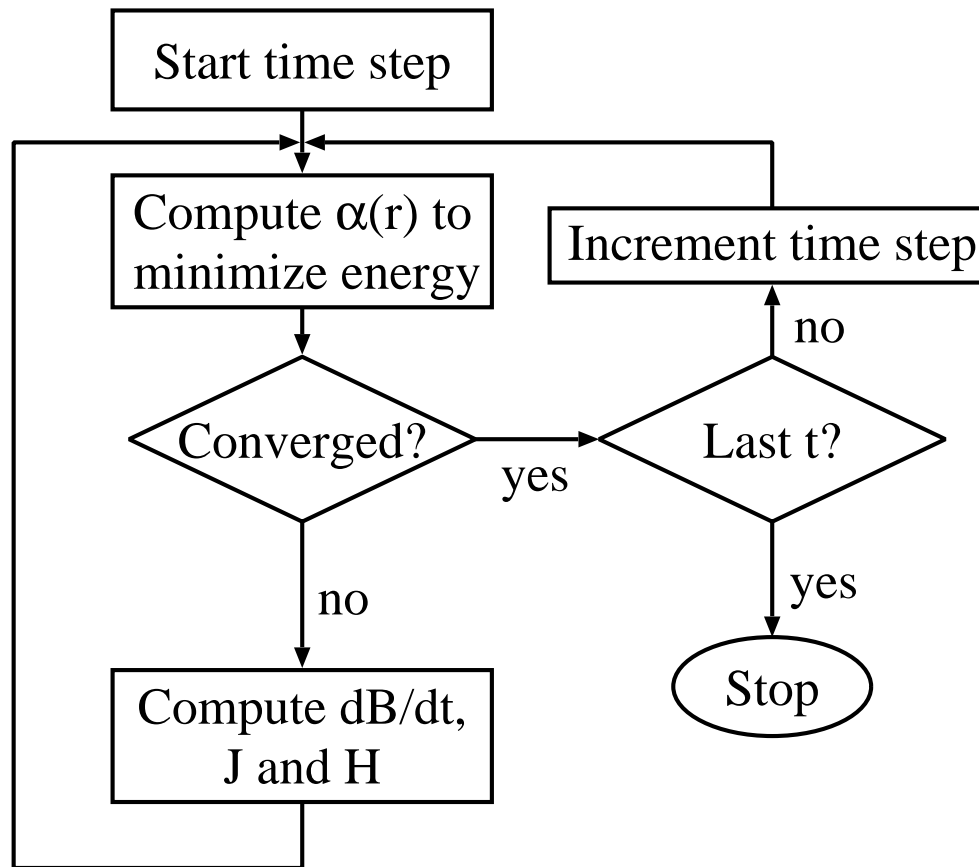 Start time step
Compute α(r) to
minimize energy
Increment time step
no
Converged?
yes
Last t?
no
yes
Compute dB/dt,
J and H
Stop